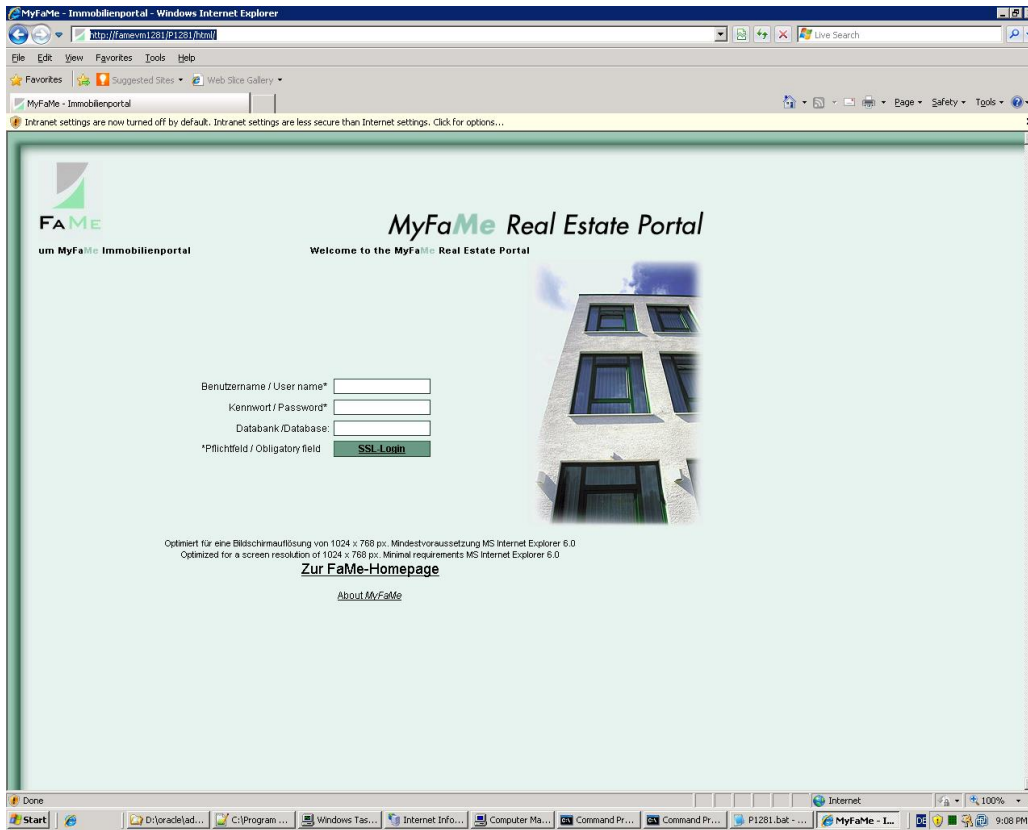 MyFaMe - Immobilienportal - Windows Internet Explorer
http://famevm1281/P1281/html/
Live Search
File Edit View Favorites Tools Help
Favorites Suggested Sites Web Slice Gallery
MyFaMe - Immobilienportal
Page Safety Tools
Intranet settings are now turned off by default. Intranet settings are less secure than Internet settings. Click for options...
FAME
MyFaMe Real Estate Portal
um MyFaMe Immobilienportal
Welcome to the MyFaMe Real Estate Portal
Benutzername / User name*
Kennwort / Password*
Databank /Database:
*Pflichtfeld / Obligatory field SSL-Login
Optimiert für eine Bildschirmauflösung von 1024 x 768 px. Mindestvoraussetzung MS Internet Explorer 6.0
Optimized for a screen resolution of 1024 x 768 px. Minimal requirements MS Internet Explorer 6.0
Zur FaMe-Homepage
About MyFaMe
Done Internet 100%
Start D:\oracle\ad... C:\Program ... Windows Tas... Internet Info... Computer Ma... Command Pr... Command Pr... P1281.bat - ... MyFaMe - I... DE 9:08 PM